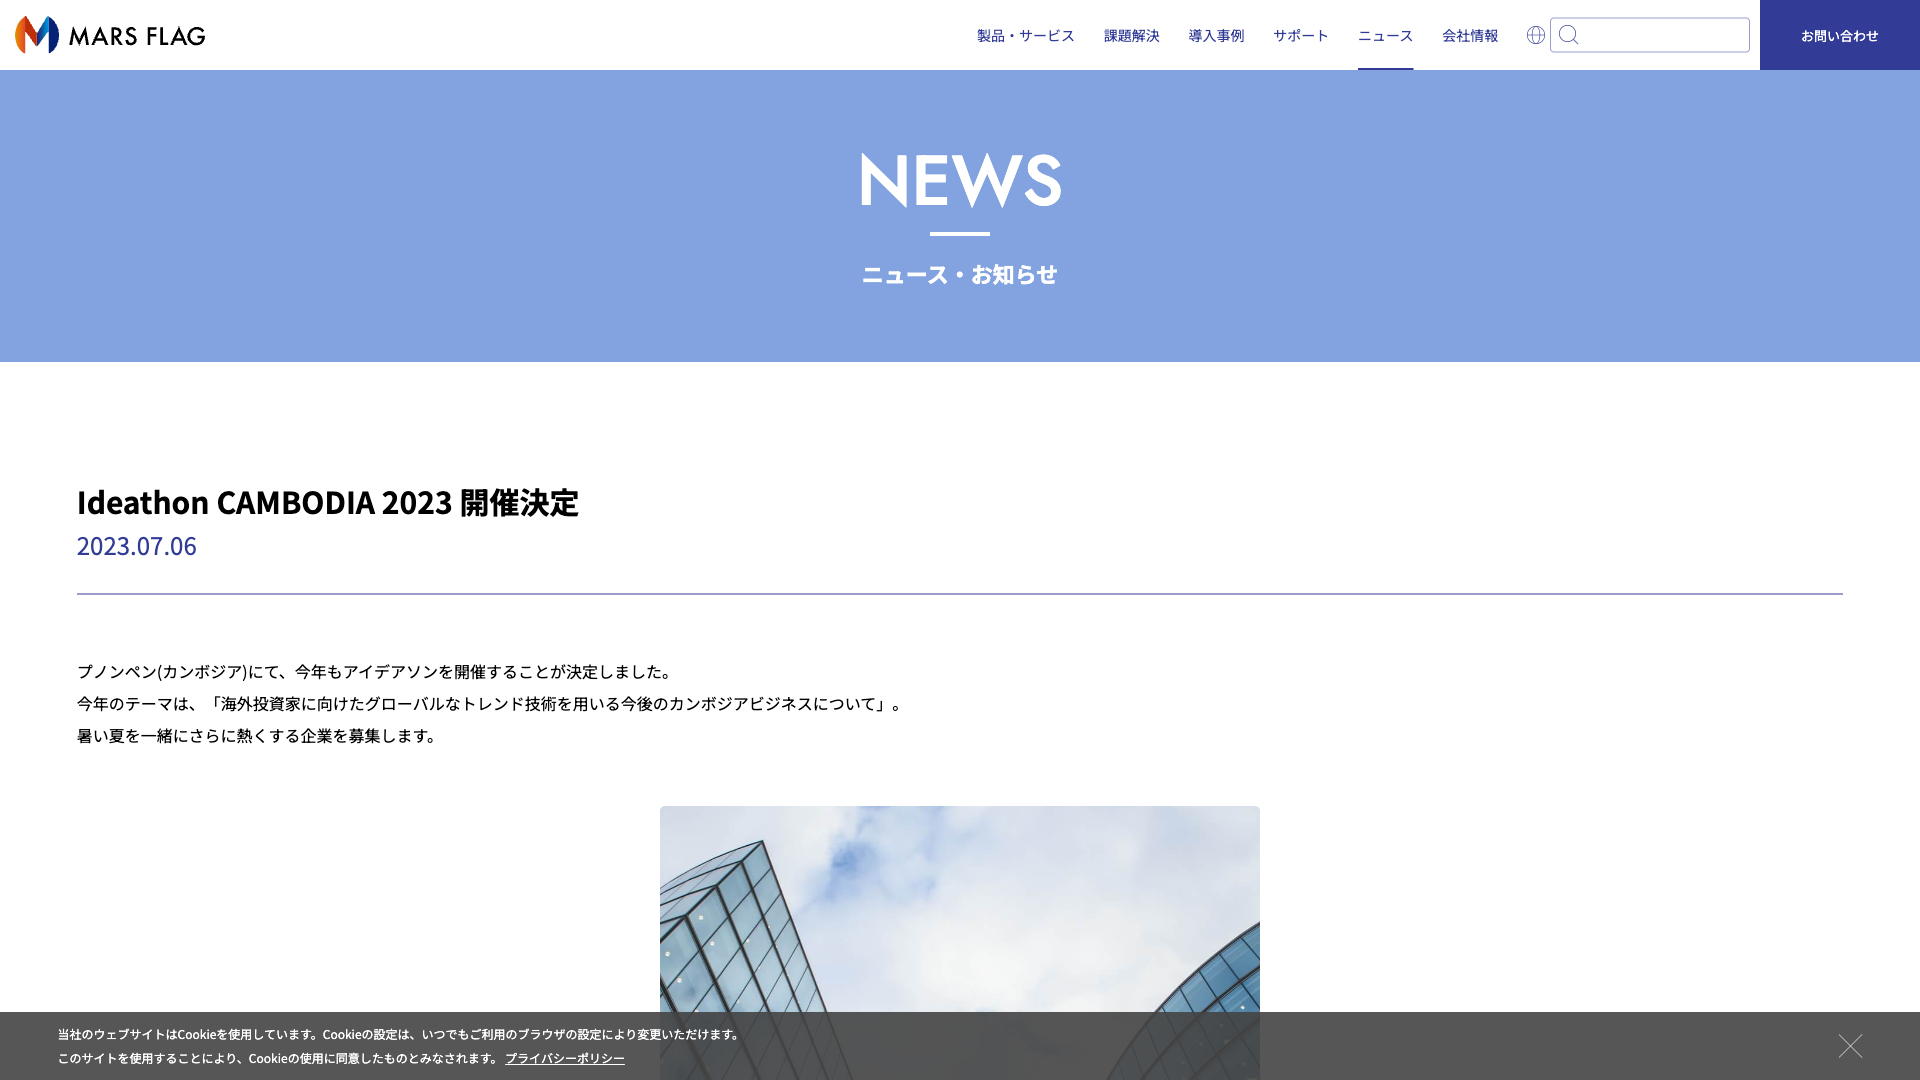 MARS FLAG
製品・サービス
課題解決
導入事例
サポート
ニュース
会社情報
お問い合わせ
NEWS
ニュース・お知らせ
Ideathon CAMBODIA 2023 開催決定
2023.07.06
プノンペン(カンボジア)にて、今年もアイデアソンを開催することが決定しました。
今年のテーマは、「海外投資家に向けたグローバルなトレンド技術を用いる今後のカンボジアビジネスについて」。
暑い夏を一緒にさらに熱くする企業を募集します。
当社のウェブサイトはCookieを使用しています。Cookieの設定は、いつでもご利用のブラウザの設定により変更いただけます。
このサイトを使用することにより、Cookieの使用に同意したものとみなされます。 プライバシーポリシー